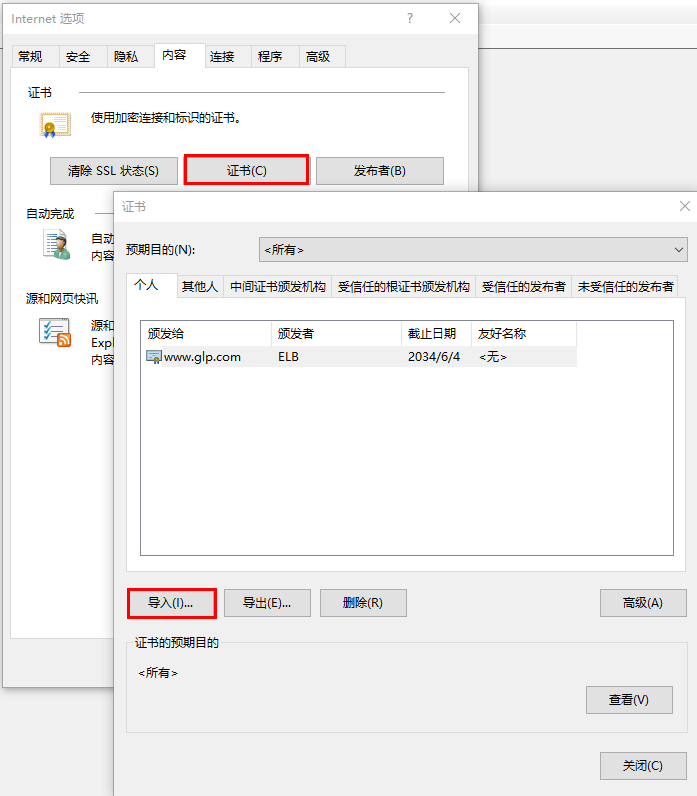 Internet 选项
?
常规 安全 隐私 内容 连接 程序 高级
证书
使用加密连接和标识的证书。
清除 SSL 状态(S) 证书(C) 发布者(B)
自动完成
自动
内容
源和网页快讯
源和
Expl
内容
证书
预期目的(N): <所有>
个人 其他人 中间证书颁发机构 受信任的根证书颁发机构 受信任的发布者 未受信任的发布者
颁发给 颁发者 截止日期 友好名称
www.glp.com ELB 2034/6/4 <无>
导入(I)... 导出(E)... 删除(R) 高级(A)
证书的预期目的
<所有>
查看(V)
关闭(C)